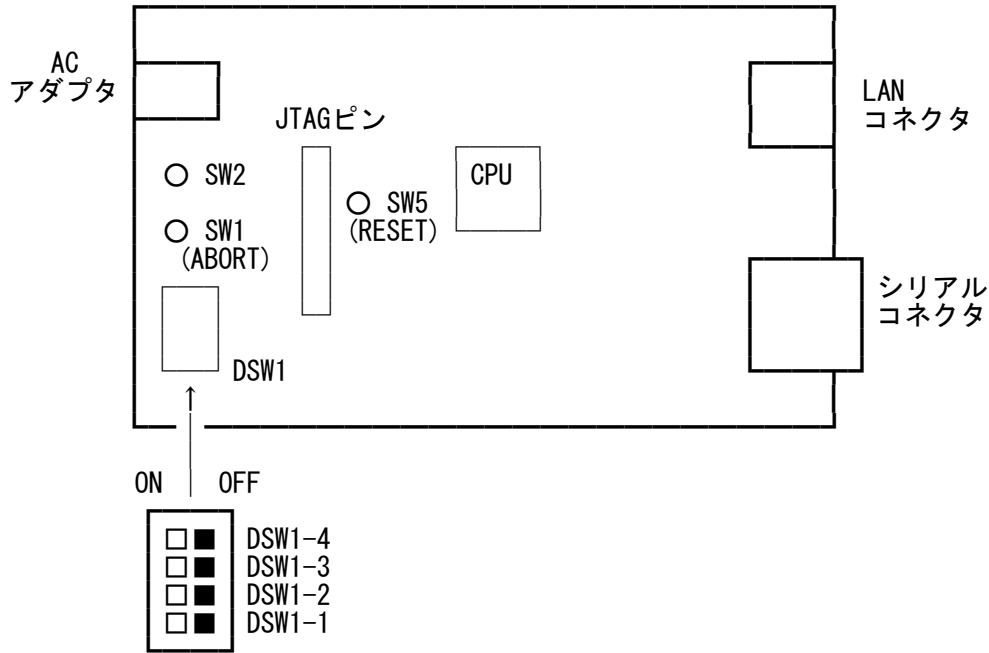 AC
アダプタ
LAN
コネクタ
JTAGピン
SW2
CPU
SW5
(RESET)
SW1
(ABORT)
シリアル
コネクタ
DSW1
ON
OFF
DSW1-4
DSW1-3
DSW1-2
DSW1-1